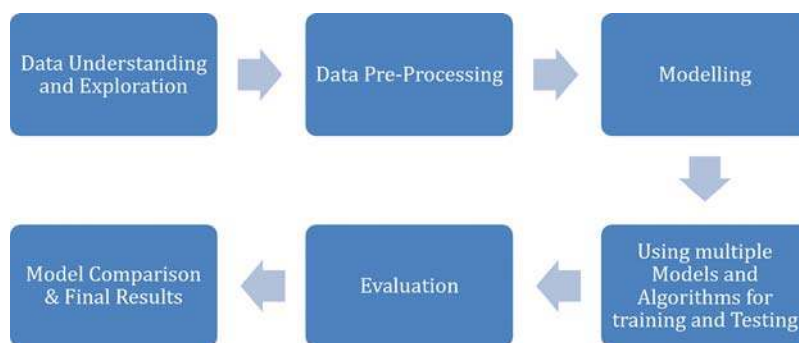 Data Understanding
and Exploration
Data Pre-Processing
Modelling
Using multiple
Models and
Algorithms for
training and Testing
Evaluation
Model Comparison
& Final Results